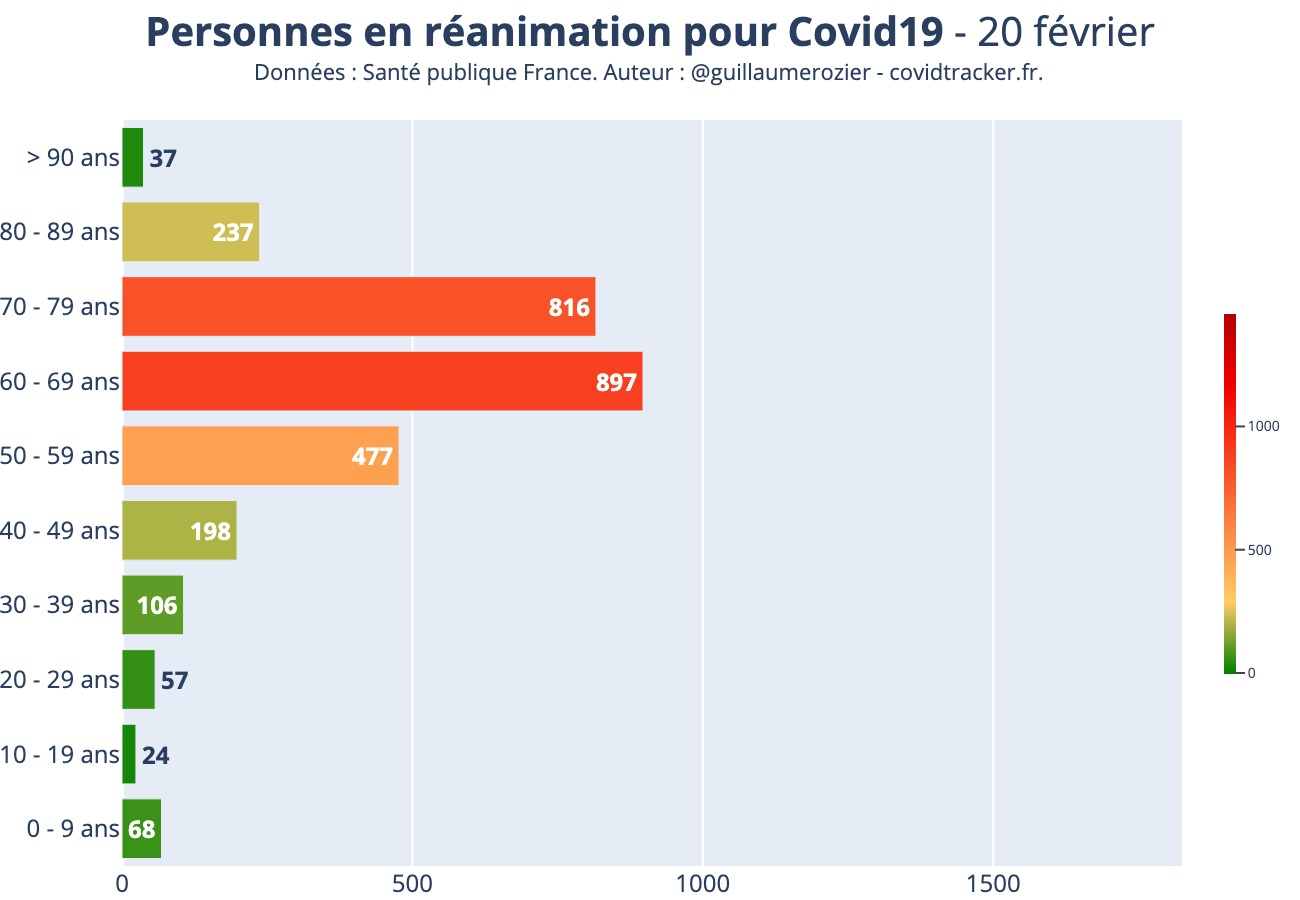 Personnes en réanimation pour Covid19 - 20 février
Données : Santé publique France. Auteur : @guillaumerozier - covidtracker.fr.
> 90 ans 37
80 - 89 ans 237
70 - 79 ans 816
60 - 69 ans 897
50 - 59 ans 477
40 - 49 ans 198
30 - 39 ans 106
20 - 29 ans 57
10 - 19 ans 24
0 - 9 ans 68
0 500 1000 1500
1000
500
0